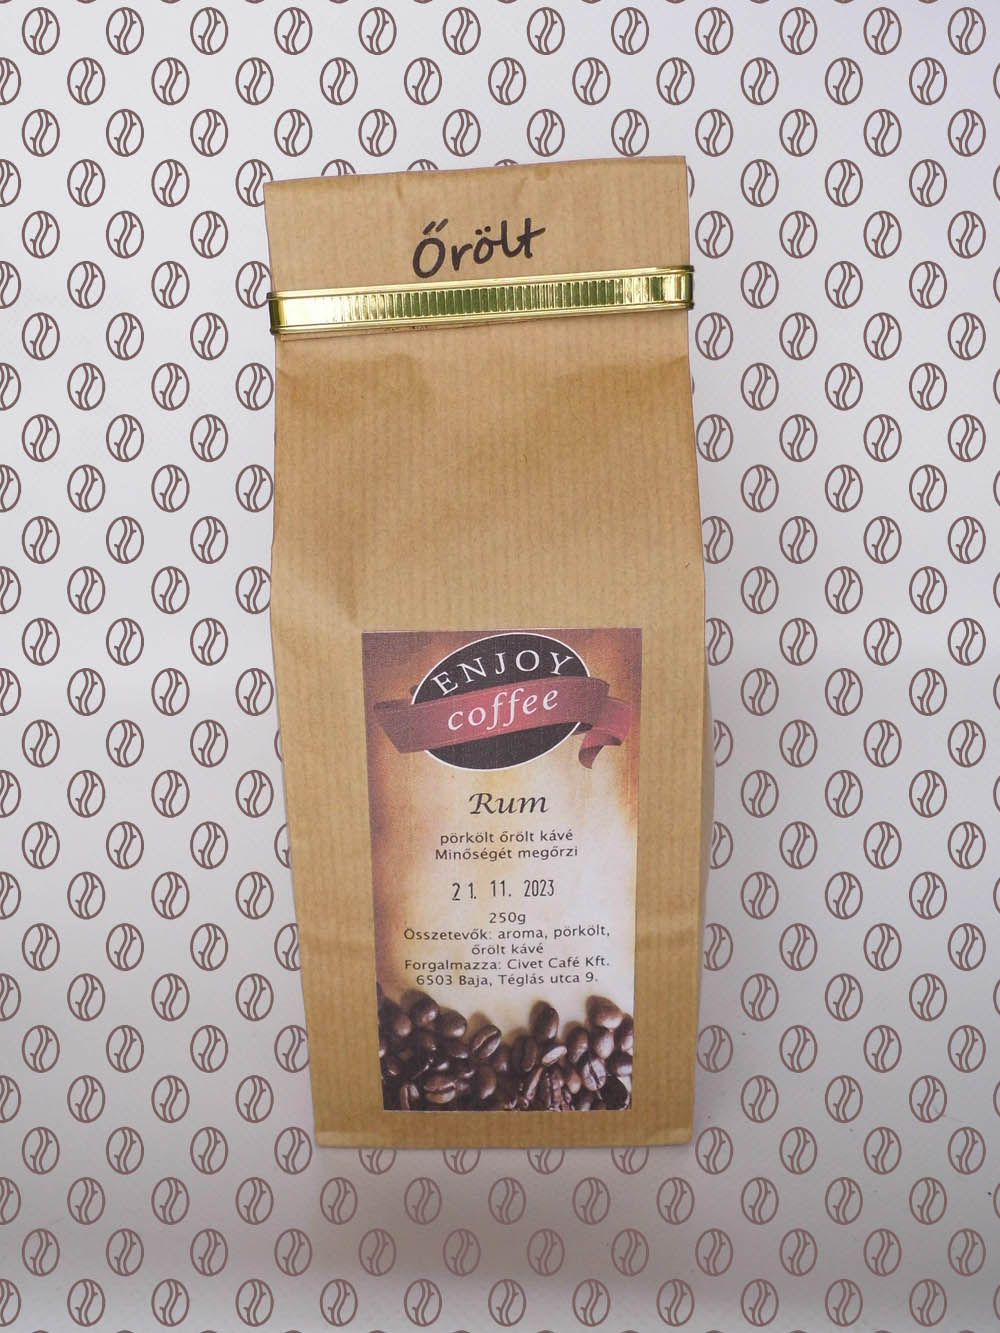 Őrölt
ENJOY
coffee
Rum
pörkölt őrölt kávé
Minőségét megőrzi
21. 11. 2023
250g
Összetevők: aroma, pörkölt,
őrölt kávé
Forgalmazza: Civet Café Kft.
6503 Baja, Téglás utca 9.